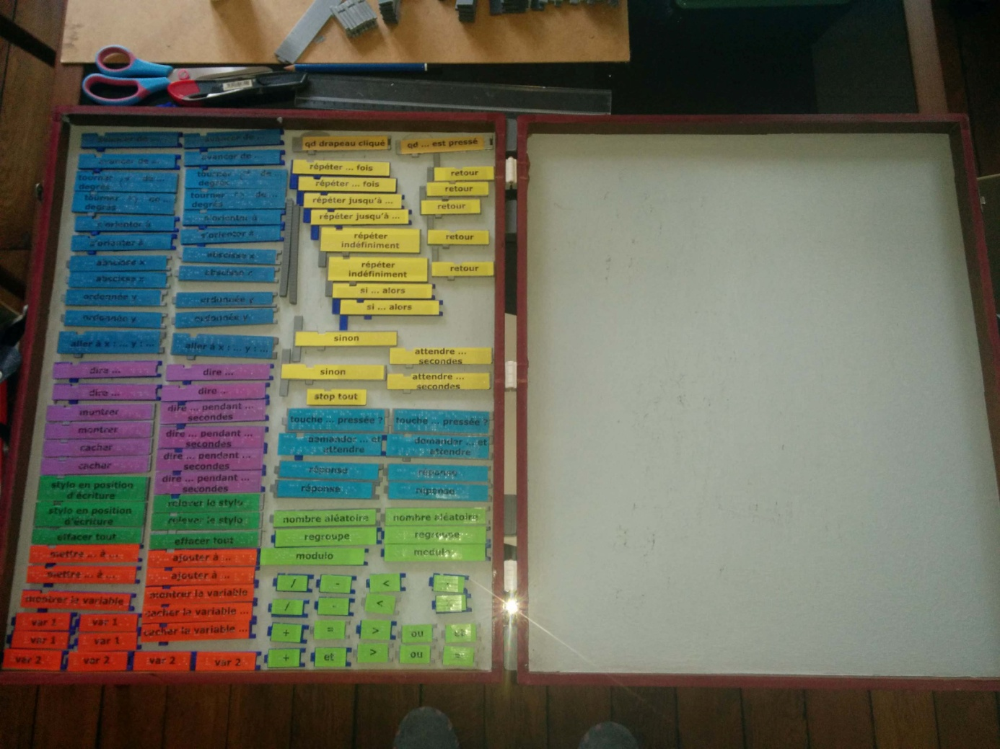 avancer de ...
avancer de ...
avancer de ...
avancer de ...
tourner de ...
degrés
tourner de ...
degrés
tourner de ...
degrés
tourner de ...
degrés
s'orienter à
s'orienter à
s'orienter à
s'orienter à
abscisse x
abscisse x
abscisse x
abscisse x
ordonnée y
ordonnée y
ordonnée y
ordonnée y
aller à x : ... y : ...
aller à x : ... y : ...
dire ...
dire ...
dire ...
dire ...
montrer
dire ... pendant ...
secondes
montrer
dire ... pendant ...
secondes
cacher
dire ... pendant ...
secondes
cacher
dire ... pendant ...
secondes
stylo en position
d'écriture
relever le stylo
stylo en position
d'écriture
relever le stylo
effacer tout
effacer tout
mettre ... à ...
ajouter à ...
mettre ... à ...
ajouter à ...
montrer la variable
montrer la variable
cacher la variable ...
cacher la variable ...
var 1
var 1
var 1
var 2
var 2
var 2
var 2
qd drapeau cliqué
qd ... est pressé
répéter ... fois
retour
répéter ... fois
retour
répéter jusqu'à ...
retour
répéter jusqu'à ...
répéter
indéfiniment
retour
répéter
indéfiniment
retour
si ... alors
si ... alors
sinon
attendre ...
secondes
sinon
attendre ...
secondes
stop tout
touche ... pressée ?
touche ... pressée ?
demander ... et
attendre
demander ... et
attendre
réponse
réponse
réponse
réponse
nombre aléatoire
nombre aléatoire
regroupe
regroupe
modulo
modulo
/ - <
/ - <
+ = > ou et
+ et > ou =